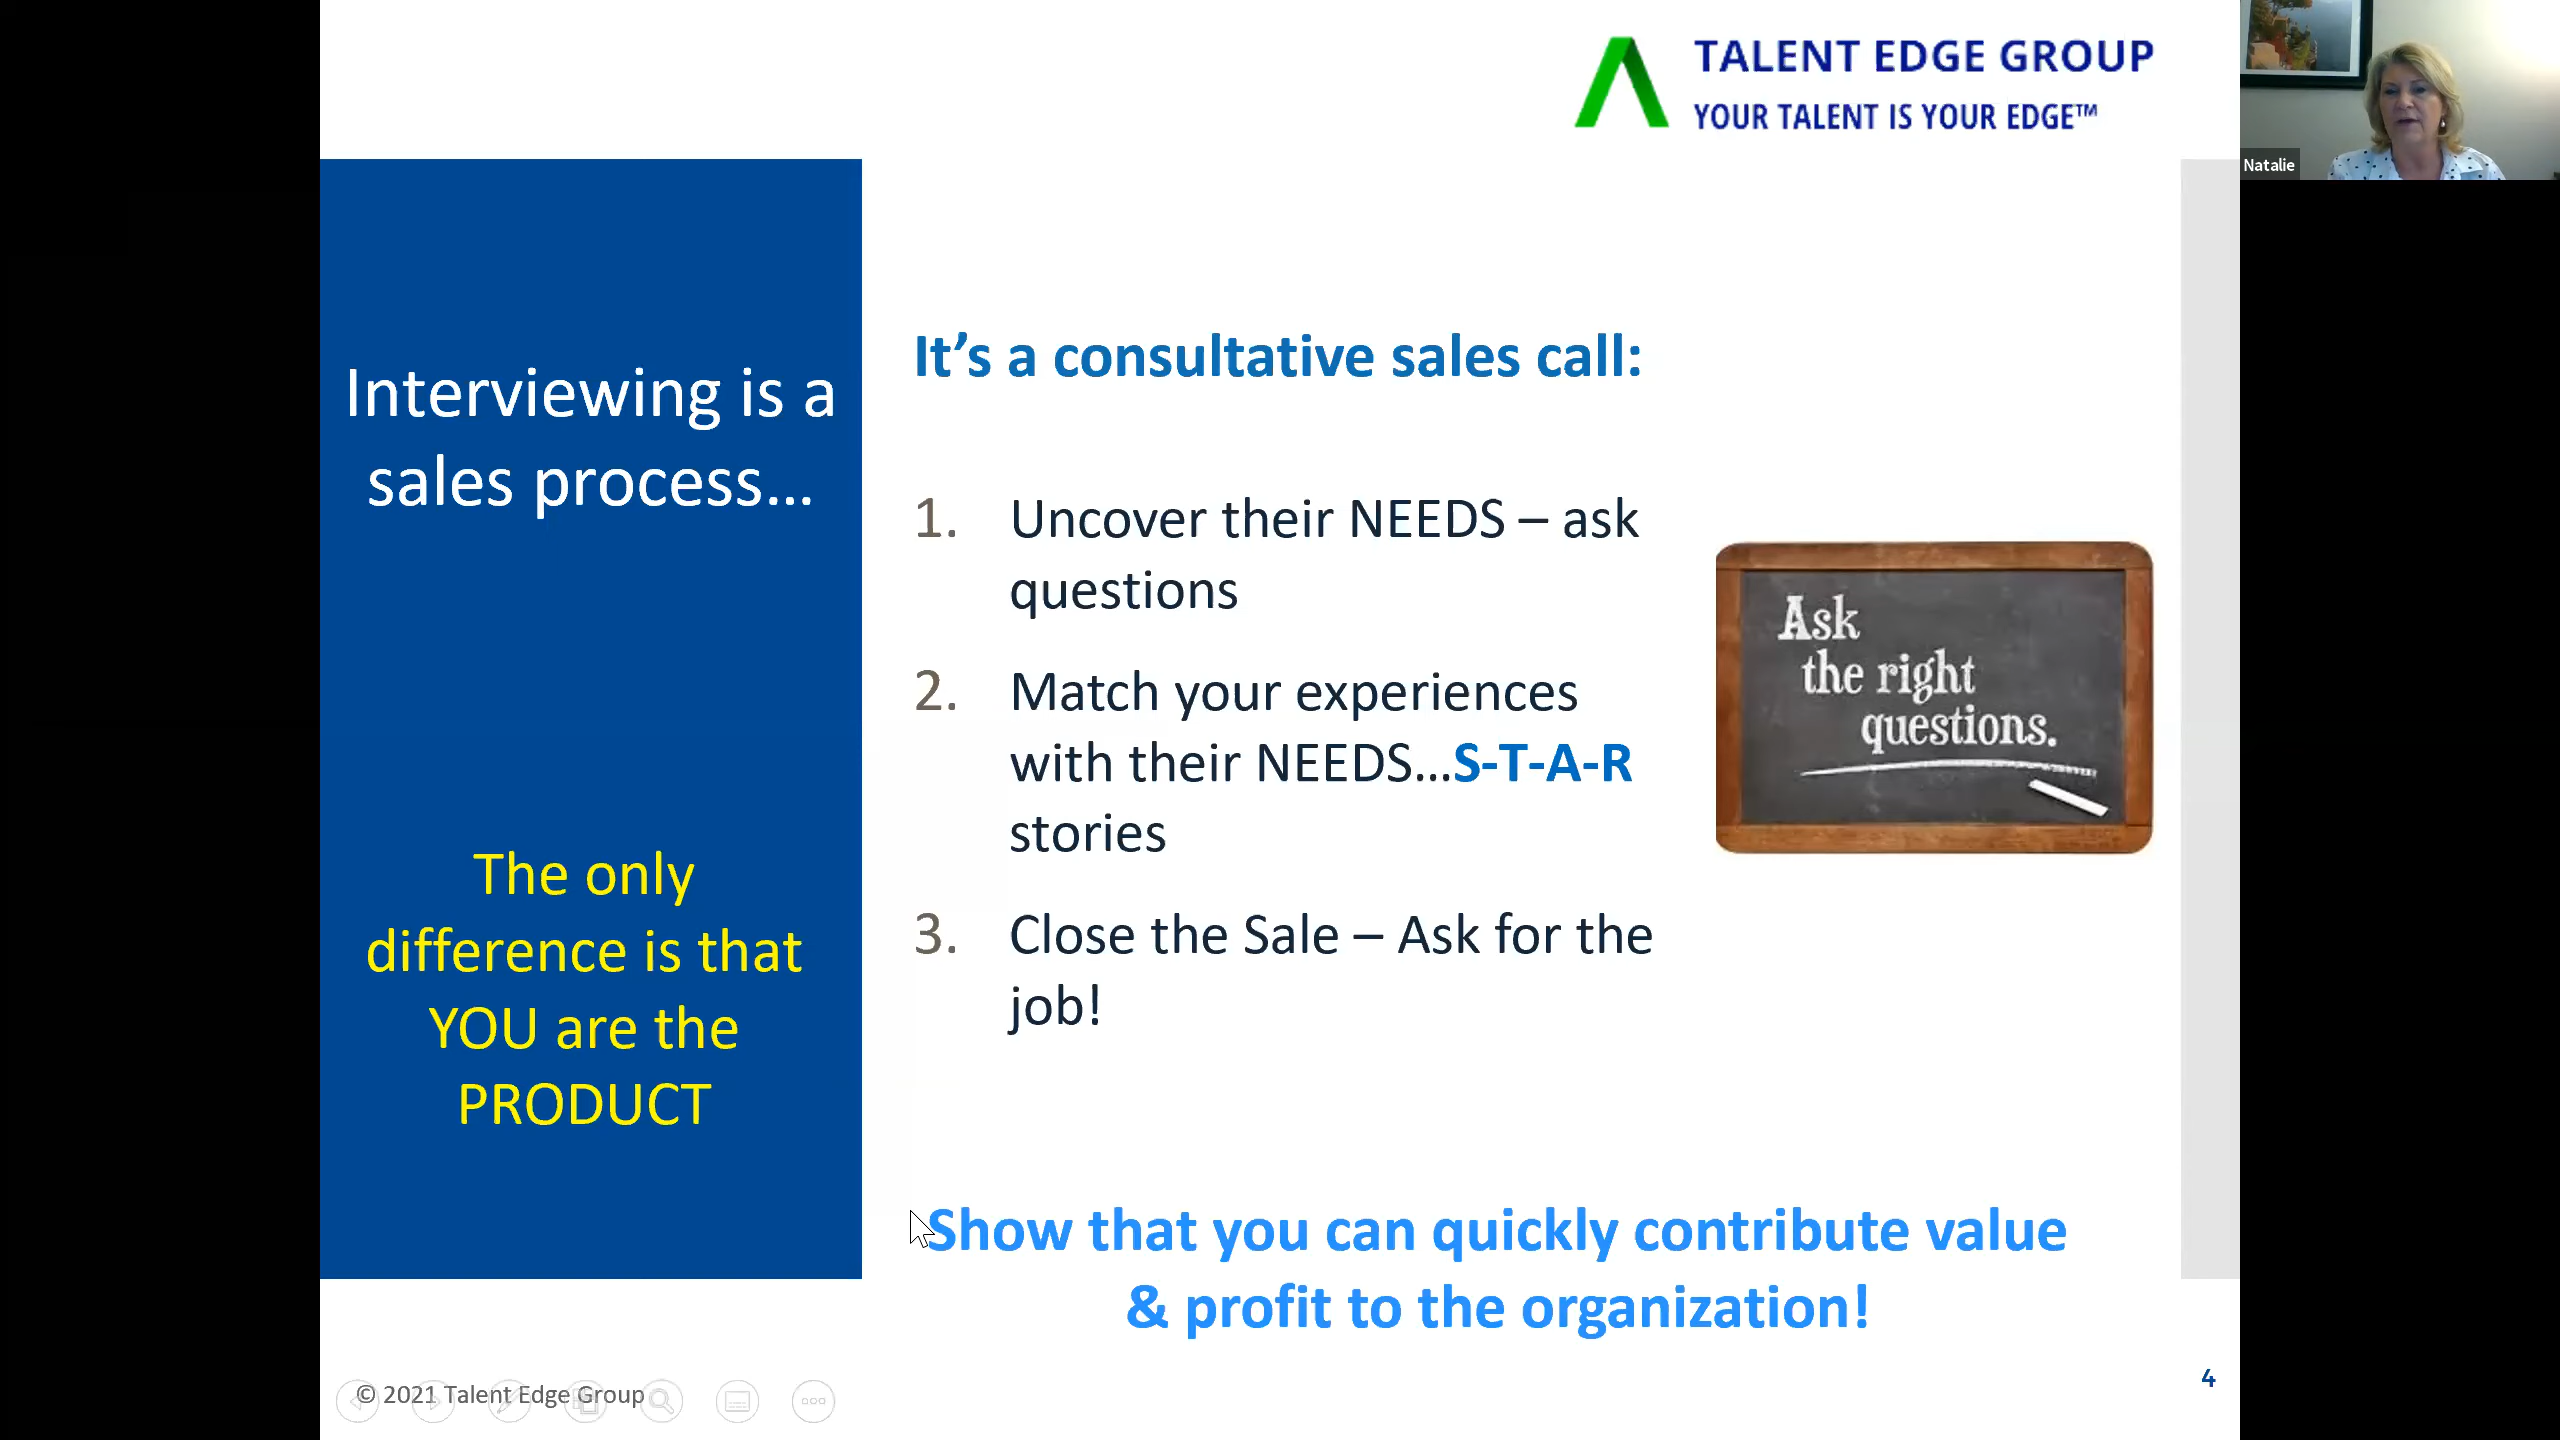 TALENT EDGE GROUP
YOUR TALENT IS YOUR EDGE™
Natalie
Interviewing is a
sales process...
The only
difference is that
YOU are the
PRODUCT
It’s a consultative sales call:
1. Uncover their NEEDS – ask
questions
2. Match your experiences
with their NEEDS...S-T-A-R
stories
3. Close the Sale – Ask for the
job!
Ask
the right
questions.
Show that you can quickly contribute value
& profit to the organization!
© 2021 Talent Edge Group
4